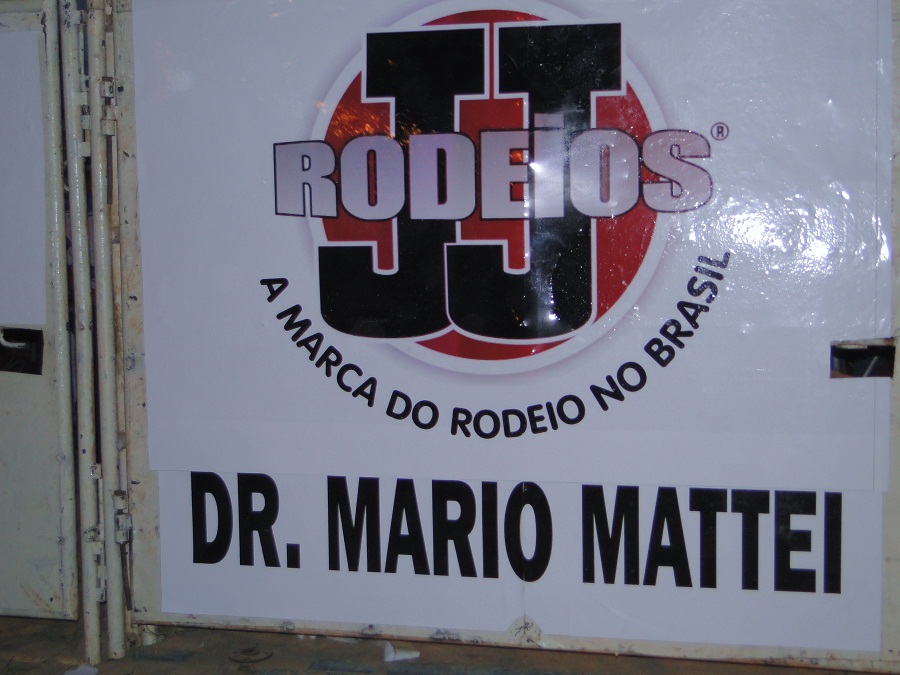 JJ
RODEIOS®
A MARCA DO RODEIO NO BRASIL
DR. MARIO MATTEI